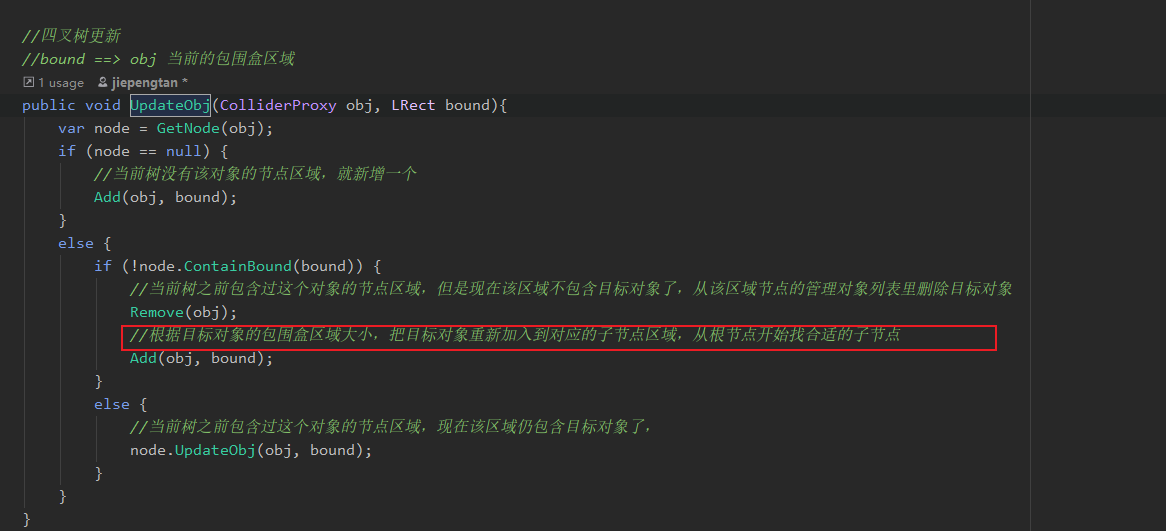 //四叉树更新
//bound ==> obj 当前的包围盒区域
1 usage jiepengtan *
public void UpdateObj(ColliderProxy obj, LRect bound){
var node = GetNode(obj);
if (node == null) {
//当前树没有该对象的节点区域，就新增一个
Add(obj, bound);
}
else {
if (!node.ContainBound(bound)) {
//当前树之前包含过这个对象的节点区域，但是现在该区域不包含目标对象了，从该区域节点的管理对象列表里删除目标对象
Remove(obj);
//根据目标对象的包围盒区域大小，把目标对象重新加入到对应的子节点区域，从根节点开始找合适的子节点
Add(obj, bound);
}
else {
//当前树之前包含过这个对象的节点区域，现在该区域仍包含目标对象了，
node.UpdateObj(obj, bound);
}
}
}